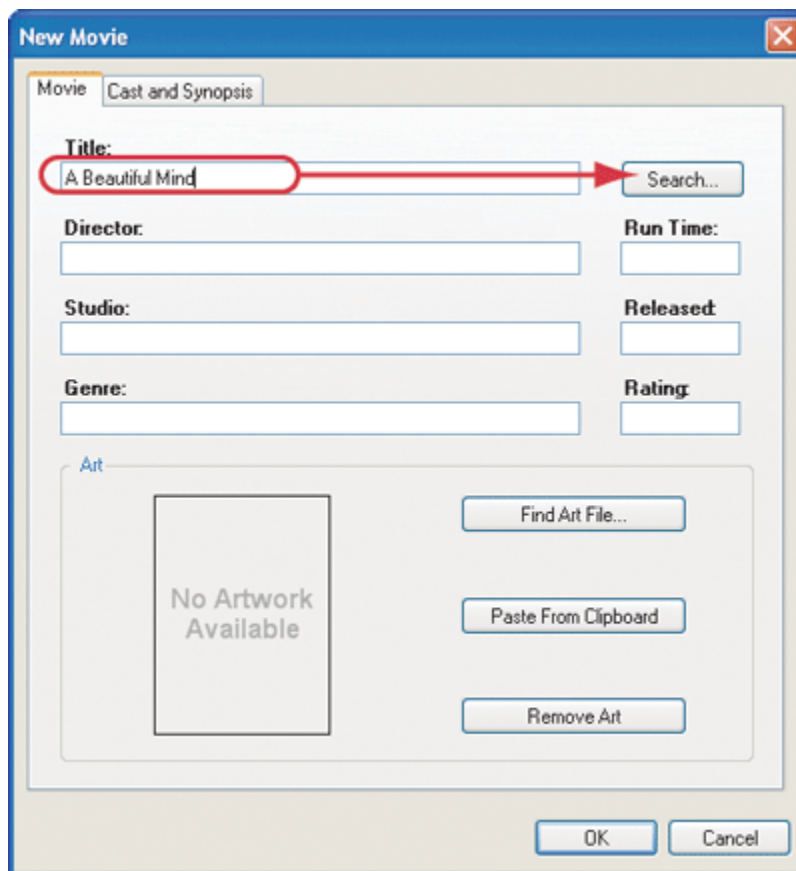 New Movie
Movie
Cast and Synopsis
Title:
A Beautiful Mind
Search...
Director:
Run Time:
Studio:
Released:
Genre:
Rating:
Art
No Artwork
Available
Find Art File...
Paste From Clipboard
Remove Art
OK
Cancel